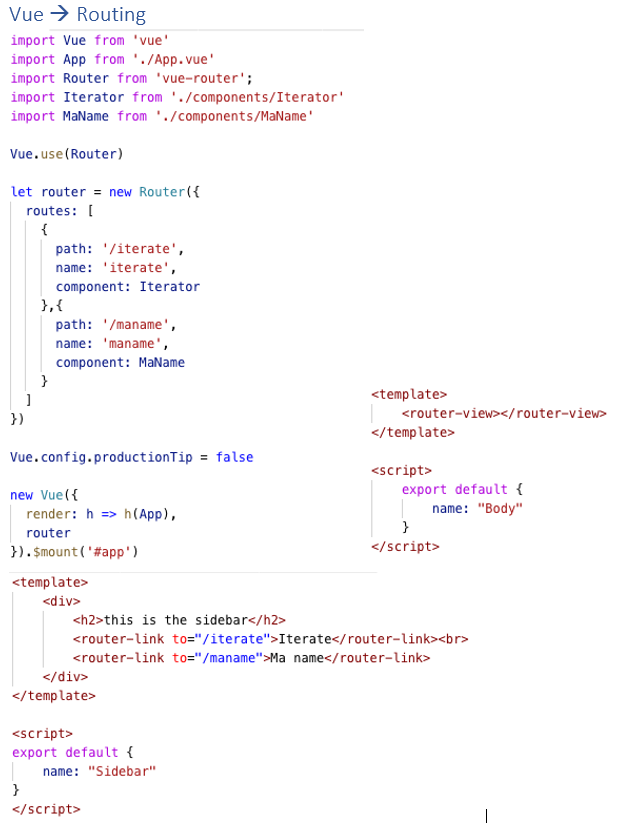 Vue → Routing
import Vue from 'vue'
import App from './App.vue'
import Router from 'vue-router';
import Iterator from './components/Iterator'
import MaName from './components/MaName'
Vue.use(Router)
let router = new Router({
  routes: [
    {
      path: '/iterate',
      name: 'iterate',
      component: Iterator
    },{
      path: '/maname',
      name: 'maname',
      component: MaName
    }
  ]
})
Vue.config.productionTip = false
new Vue({
  render: h => h(App),
  router
}).$mount('#app')
<template>
    <router-view></router-view>
</template>
<script>
    export default {
        name: "Body"
    }
</script>
<template>
    <div>
        <h2>this is the sidebar</h2>
        <router-link to="/iterate">Iterate</router-link><br>
        <router-link to="/maname">Ma name</router-link>
    </div>
</template>
<script>
export default {
    name: "Sidebar"
}
</script>